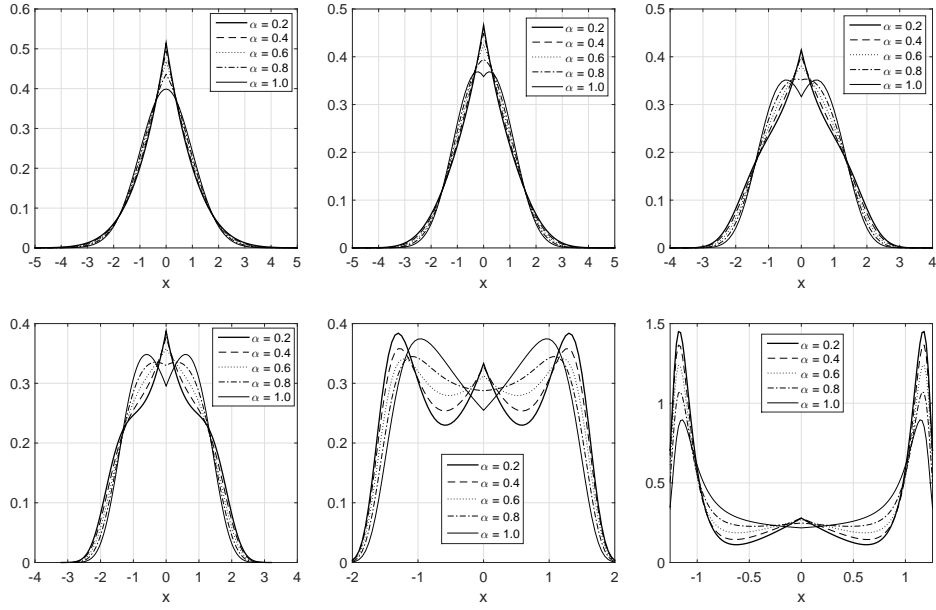 0.6
0.5
0.4
0.3
0.2
0.1
0
-5 -4 -3 -2 -1 0 1 2 3 4 5
x
α = 0.2
α = 0.4
α = 0.6
α = 0.8
α = 1.0
0.5
0.4
0.3
0.2
0.1
0
-5 -4 -3 -2 -1 0 1 2 3 4 5
x
α = 0.2
α = 0.4
α = 0.6
α = 0.8
α = 1.0
0.5
0.4
0.3
0.2
0.1
0
-4 -3 -2 -1 0 1 2 3 4
x
α = 0.2
α = 0.4
α = 0.6
α = 0.8
α = 1.0
0.4
0.3
0.2
0.1
0
-4 -3 -2 -1 0 1 2 3 4
x
α = 0.2
α = 0.4
α = 0.6
α = 0.8
α = 1.0
0.4
0.3
0.2
0.1
0
-2 -1 0 1 2
x
α = 0.2
α = 0.4
α = 0.6
α = 0.8
α = 1.0
1.5
1
0.5
0
-1 -0.5 0 0.5 1
x
α = 0.2
α = 0.4
α = 0.6
α = 0.8
α = 1.0